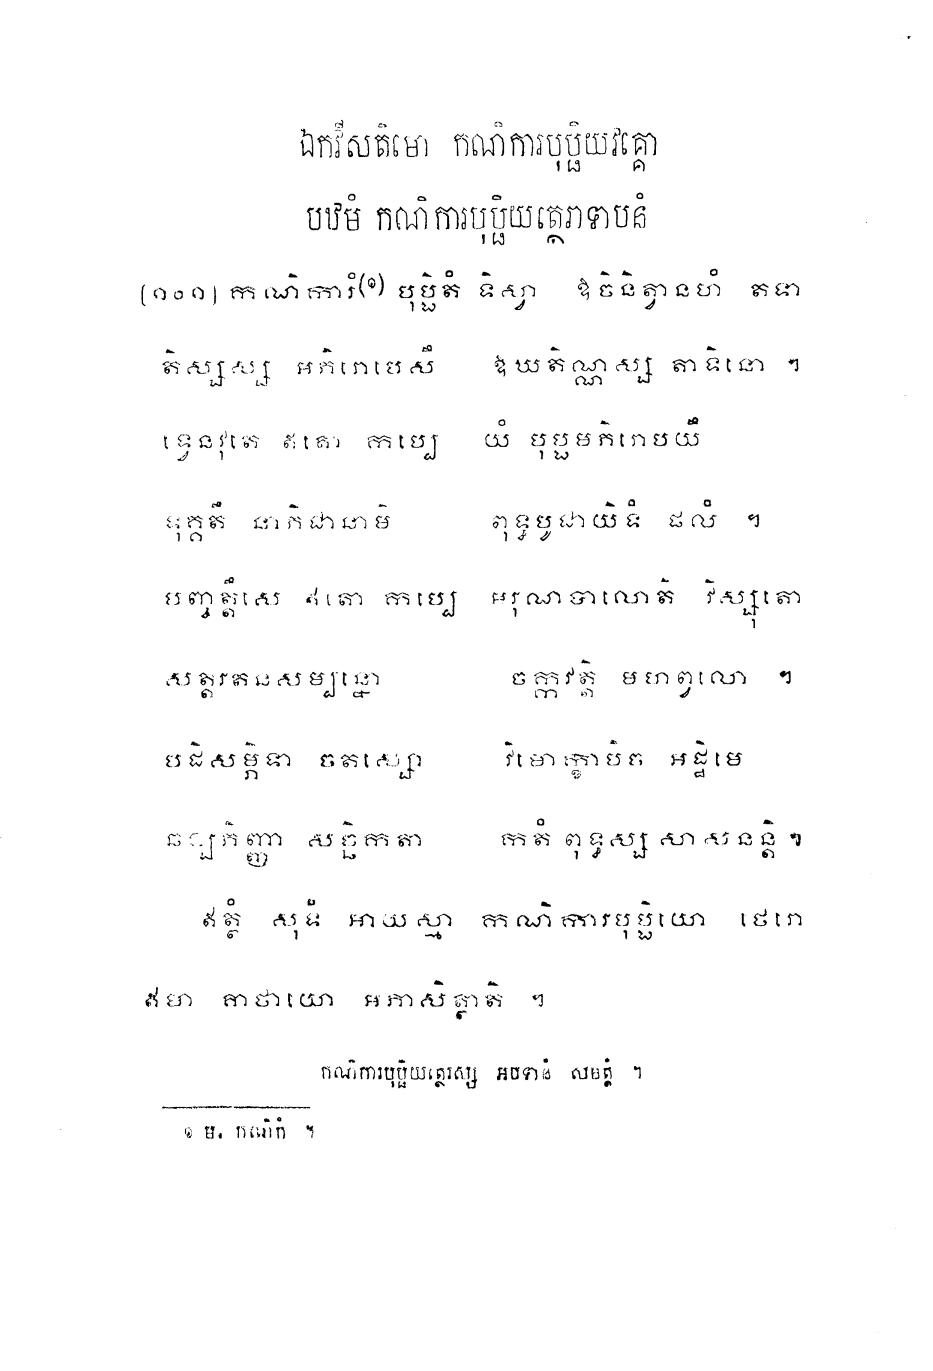 ឯកវីសតិមោ កណិការបុប្ផិយវគ្គោ
បឋមំ កណិការបុប្ផិយត្ថេរាទាបនំ
[១០១] កណិការំ(១) បុប្ផិតំ ទិស្វា ឱចិនិត្វានហំ តទា
តិស្សស្ស អភិរោបេសឹ ឱឃតិណ្ណស្ស តាទិនោ ។
ទ្វេនវុតេ ឥតោ កប្បេ យំ បុប្ផមភិរោបយឹ
ទុគ្គតឹ នាភិជានាមិ ពុទ្ធបូជាយិទំ ផលំ ។
បញ្ចត្តឹសេ ឥតោ កប្បេ អរុណបាលោតិ វិស្សុតោ
សត្តរតនសម្បន្នោ ចក្កវត្តិ មហព្វលោ ។
បដិសម្ភិទា ចតស្សោ វិមោក្ខាបិច អដ្ឋិមេ
ឆឡភិញ្ញា សច្ឆិកតា កតំ ពុទ្ធស្ស សាសនន្តិ។
ឥត្ថំ សុទំ អាយស្មា កណិការបុប្ផិយោ ថេរោ
ឥមា គាថាយោ អភាសិត្ថាតិ ។
កណិការបុប្ផិយត្ថេរស្ស អបទានំ សមត្តំ ។
១ ម. កណិកំ ។